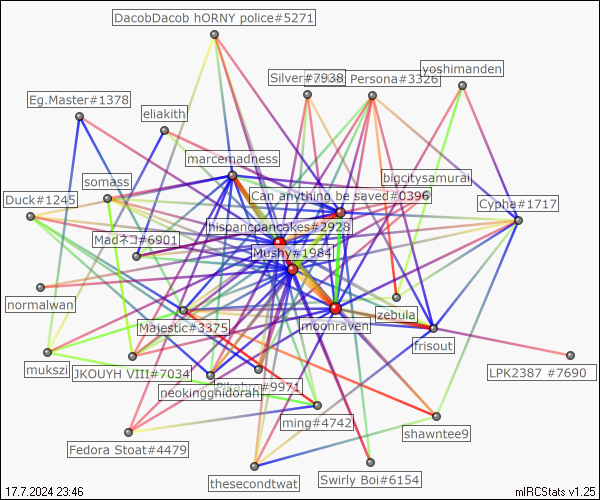 DacobDacob hORNY police#5271
Silver#7938
Persona#3326
yoshimanden
Eg.Master#1378
eliakith
marcemadness
bigcitysamurai
somass
Can anything be saved#0396
Duck#1245
Cypha#1717
hispancpancakes#2928
Madネコ#6901
Mushy#1984
normalwan
zebula
Majestic#3375
moonraven
frisout
mukszi
JKOUYH VIII#7034
#9971
LPK2387 #7690
neokingghidorah
ming#4742
shawntee9
Fedora Stoat#4479
Swirly Boi#6154
thesecondtwat
17.7.2024 23:46
mIRCStats v1.25